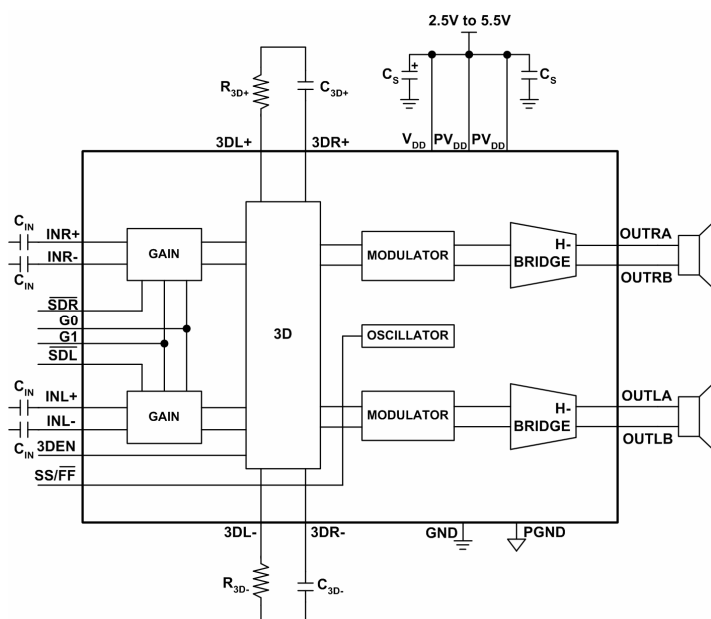 2.5V to 5.5V
CS + CS
R3D+ C3D+
3DL+ 3DR+ VDD PVDD PVDD
CIN INR+
INR-
CIN
GAIN
MODULATOR
H-
BRIDGE
OUTRA
OUTRB
SDR
G0
G1
SDL
3D
OSCILLATOR
CIN INL+
INL-
CIN 3DEN
SS/FF
GAIN
MODULATOR
H-
BRIDGE
OUTLA
OUTLB
3DL- 3DR- GND PGND
R3D- C3D-